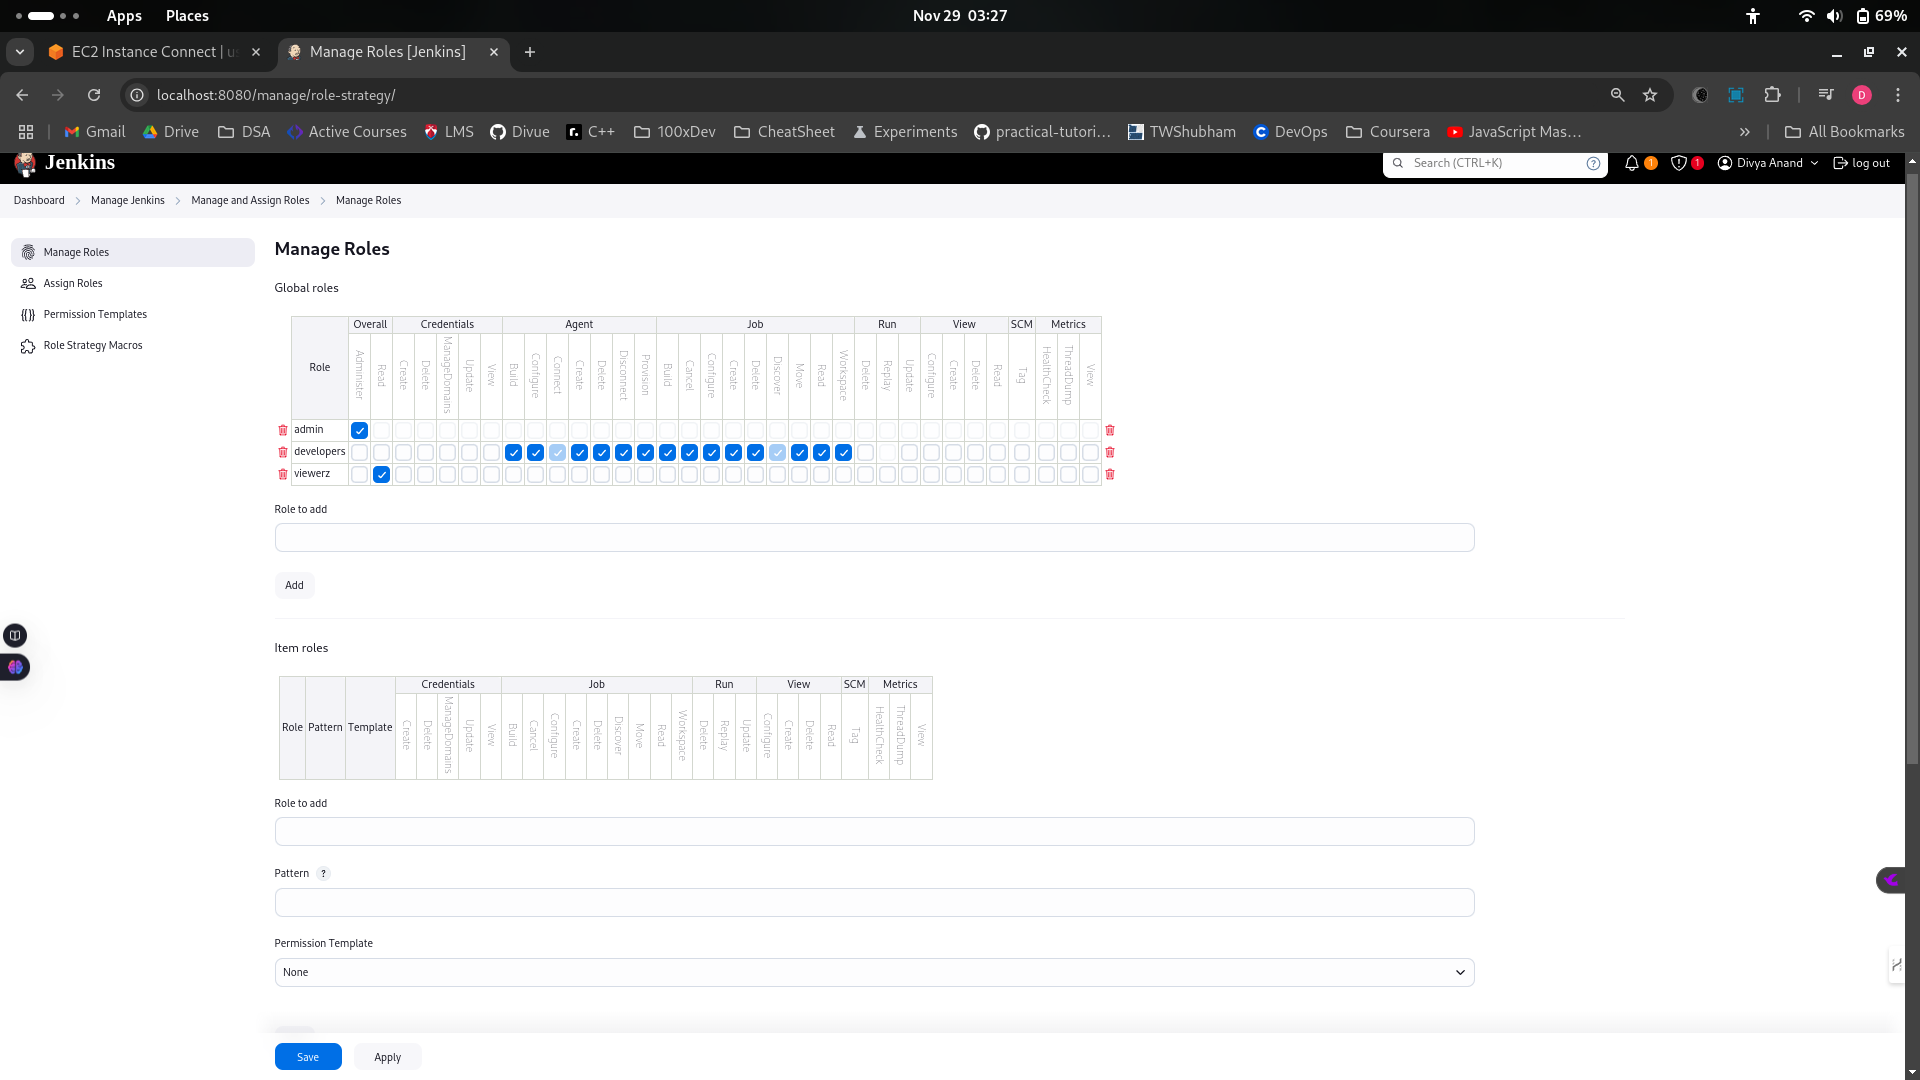 Apps Places Nov 29 03:27 69%
EC2 Instance Connect | us Manage Roles [Jenkins]
localhost:8080/manage/role-strategy/ D
Gmail Drive DSA Active Courses LMS Divue C++ 100xDev CheatSheet Experiments practical-tutori... TWShubham DevOps Coursera JavaScript Mas... » All Bookmarks
Jenkins Search (CTRL+K) ? 1 1 Divya Anand log out
Dashboard Manage Jenkins Manage and Assign Roles Manage Roles
Manage Roles
Assign Roles
Permission Templates
Role Strategy Macros
Manage Roles
Global roles
Role Overall Credentials Agent Job Run View SCM Metrics
Administer Read Create Delete ManageDomains Update View Build Configure Connect Create Delete Disconnect Provision Build Cancel Configure Create Delete Discover Move Read Workspace Delete Replay Update Configure Create Delete Read Tag HealthCheck ThreadDump View
admin
developers
viewerz
Role to add
Add
Item roles
Role Pattern Template Credentials Job Run View SCM Metrics
Create Delete ManageDomains Update View Build Cancel Configure Create Delete Discover Move Read Workspace Delete Replay Update Configure Create Delete Read Tag HealthCheck ThreadDump View
Role to add
Pattern ?
Permission Template
None
Save Apply